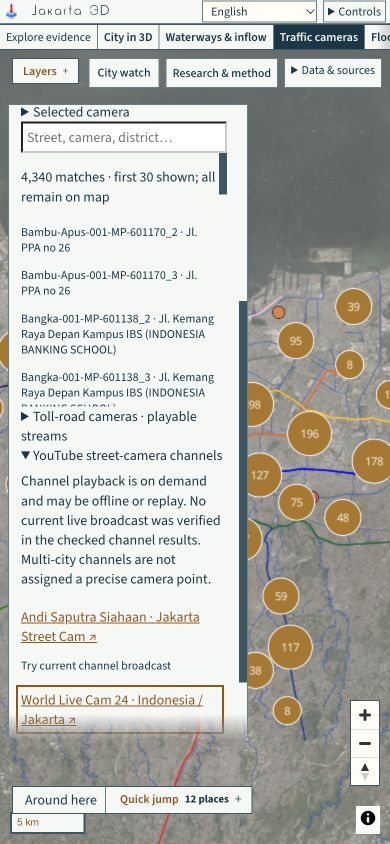 Jakarta 3D
English
▶ Controls
Explore evidence
City in 3D
Waterways & inflow
Traffic cameras
Layers +
City watch
Research & method
▶ Data & sources
▶ Selected camera
Street, camera, district…
4,340 matches · first 30 shown; all
remain on map
Bambu-Apus-001-MP-601170_2 · Jl.
PPA no 26
Bambu-Apus-001-MP-601170_3 · Jl.
PPA no 26
Bangka-001-MP-601138_2 · Jl. Kemang
Raya Depan Kampus IBS (INDONESIA
BANKING SCHOOL)
Bangka-001-MP-601138_3 · Jl. Kemang
Raya Depan Kampus IBS (INDONESIA
▶ Toll-road cameras · playable
streams
▼ YouTube street-camera channels
Channel playback is on demand
and may be offline or replay. No
current live broadcast was verified
in the checked channel results.
Multi-city channels are not
assigned a precise camera point.
Andi Saputra Siahaan · Jakarta
Street Cam ↗
Try current channel broadcast
World Live Cam 24 · Indonesia /
Jakarta ↗
39
95
8
98
196
127
178
75
48
59
117
38
8
Around here
Quick jump 12 places +
5 km